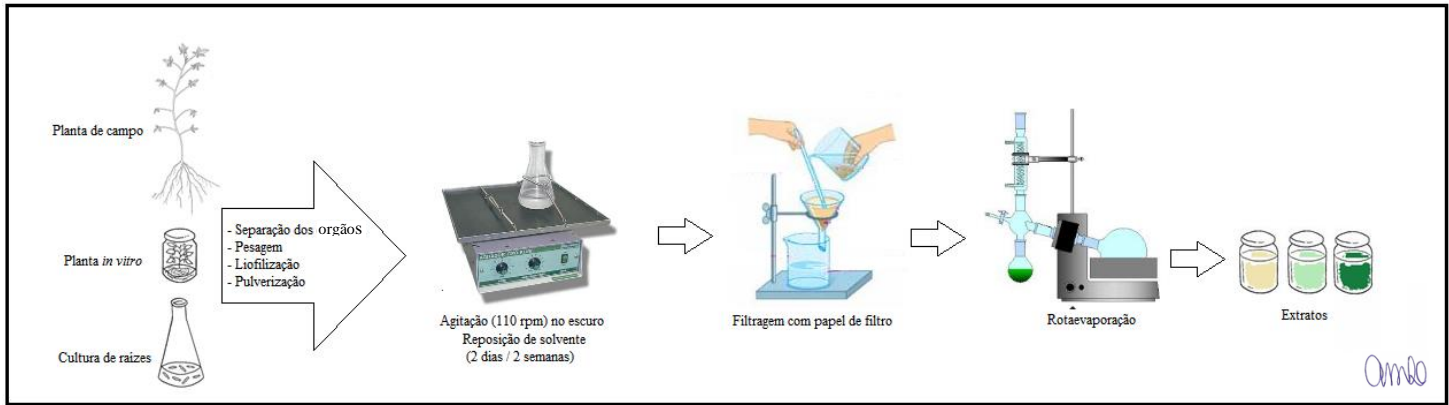 Planta de campo
Planta in vitro
Cultura de raízes
- Separação dos orgãos
- Pesagem
- Liofilização
- Pulverização
Agitação (110 rpm) no escuro
Reposição de solvente
(2 dias / 2 semanas)
Filtragem com papel de filtro
Rotaevaporação
Extratos